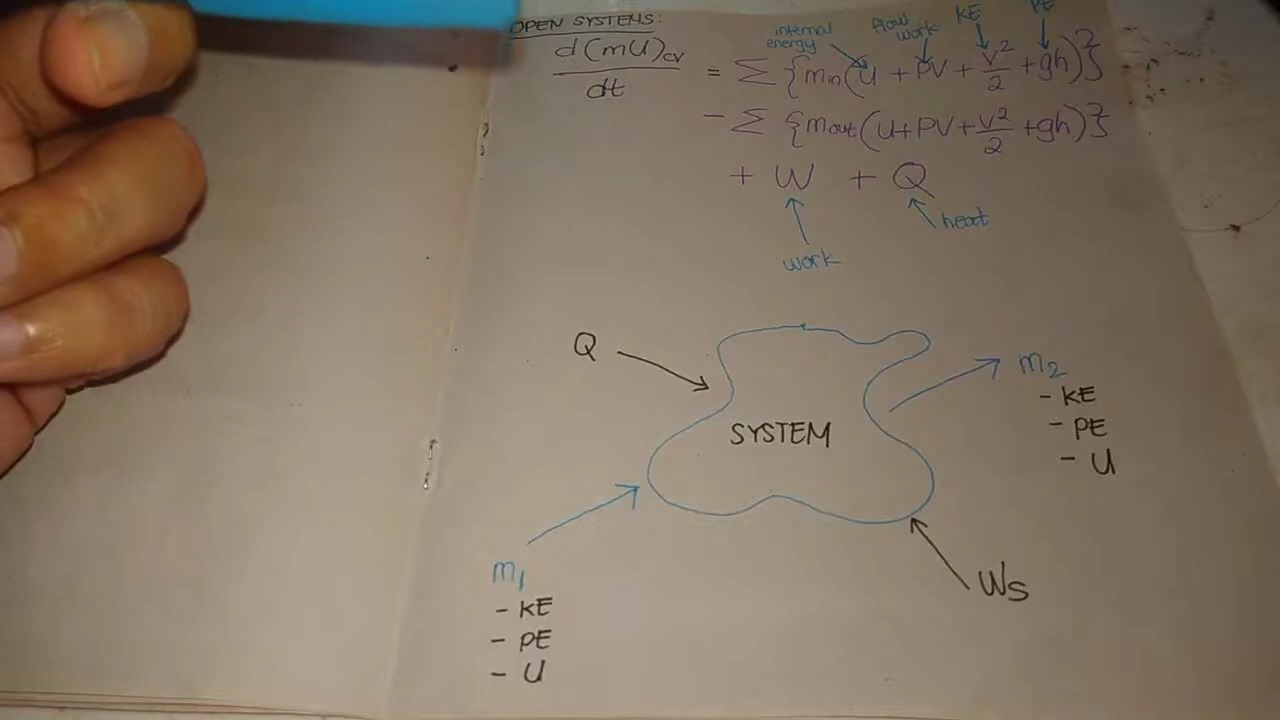 OPEN SYSTEMS:
internal energy
flow work
KE
PE
d(mU)cv
dt
= Σ {min(U + PV + v²/2 + gh)}
- Σ {mout(U + PV + v²/2 + gh)}
+ W + Q
work
heat
Q
SYSTEM
m2
- KE
- PE
- U
m1
- KE
- PE
- U
Ws